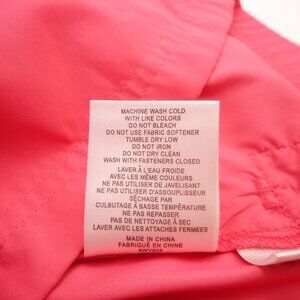 MACHINE WASH COLD
WITH LIKE COLORS
DO NOT BLEACH
DO NOT USE FABRIC SOFTENER
TUMBLE DRY LOW
DO NOT IRON
DO NOT DRY CLEAN
WASH WITH FASTENERS CLOSED
LAVER À L'EAU FROIDE
AVEC LES MÊME COULEURS
NE PAS UTILISER DE JAVELISANT
NE PAS UTILISER D'ASSOUPLISSEUR
SÉCHAGE PAR
CULBUTAGE À BASSE TEMPÉRATURE
NE PAS REPASSER
PAS DE NETTOYAGE À SEC
LAVER AVEC LES ATTACHES FERMEES
MADE IN CHINA
FABRIQUÉ EN CHINE